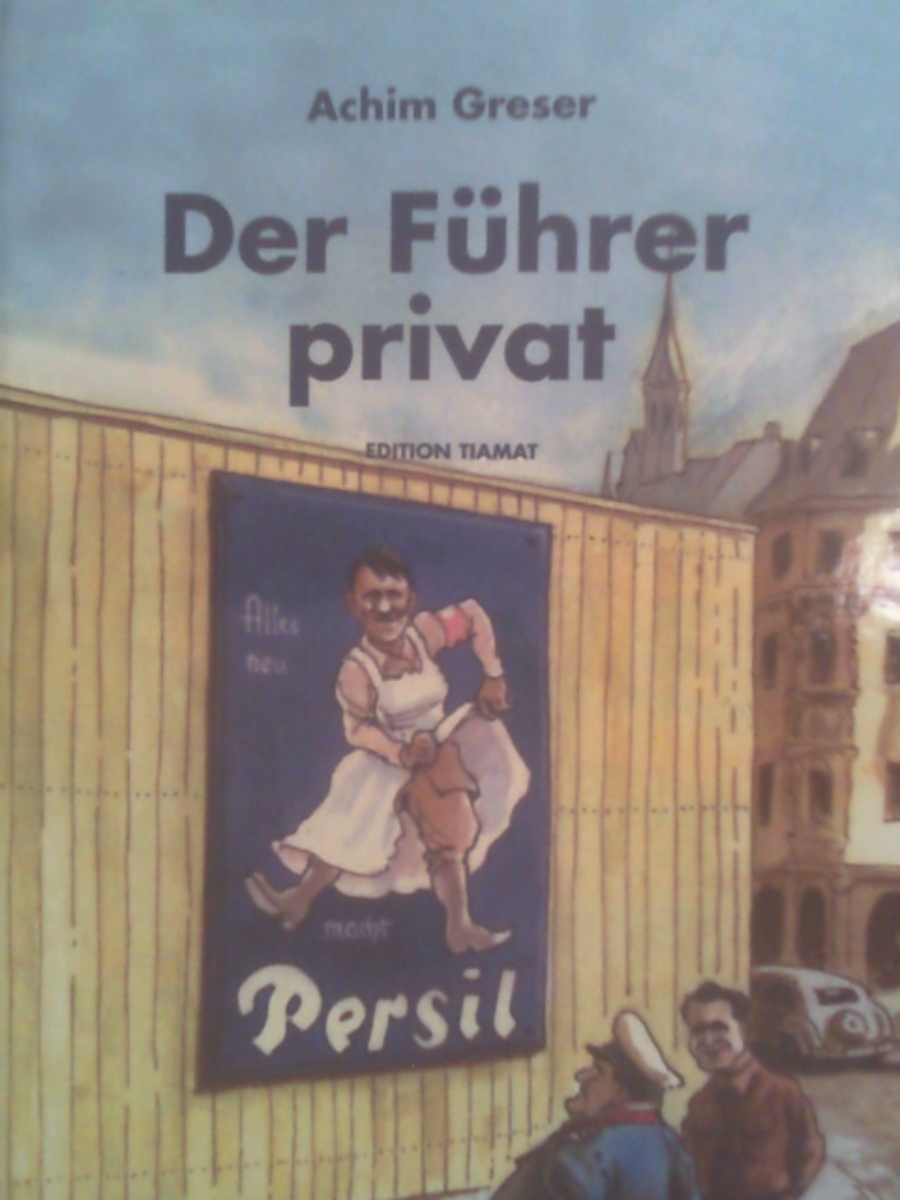 Achim Greser
Der Führer
privat
EDITION TIAMAT
Alles
neu
macht
Persil